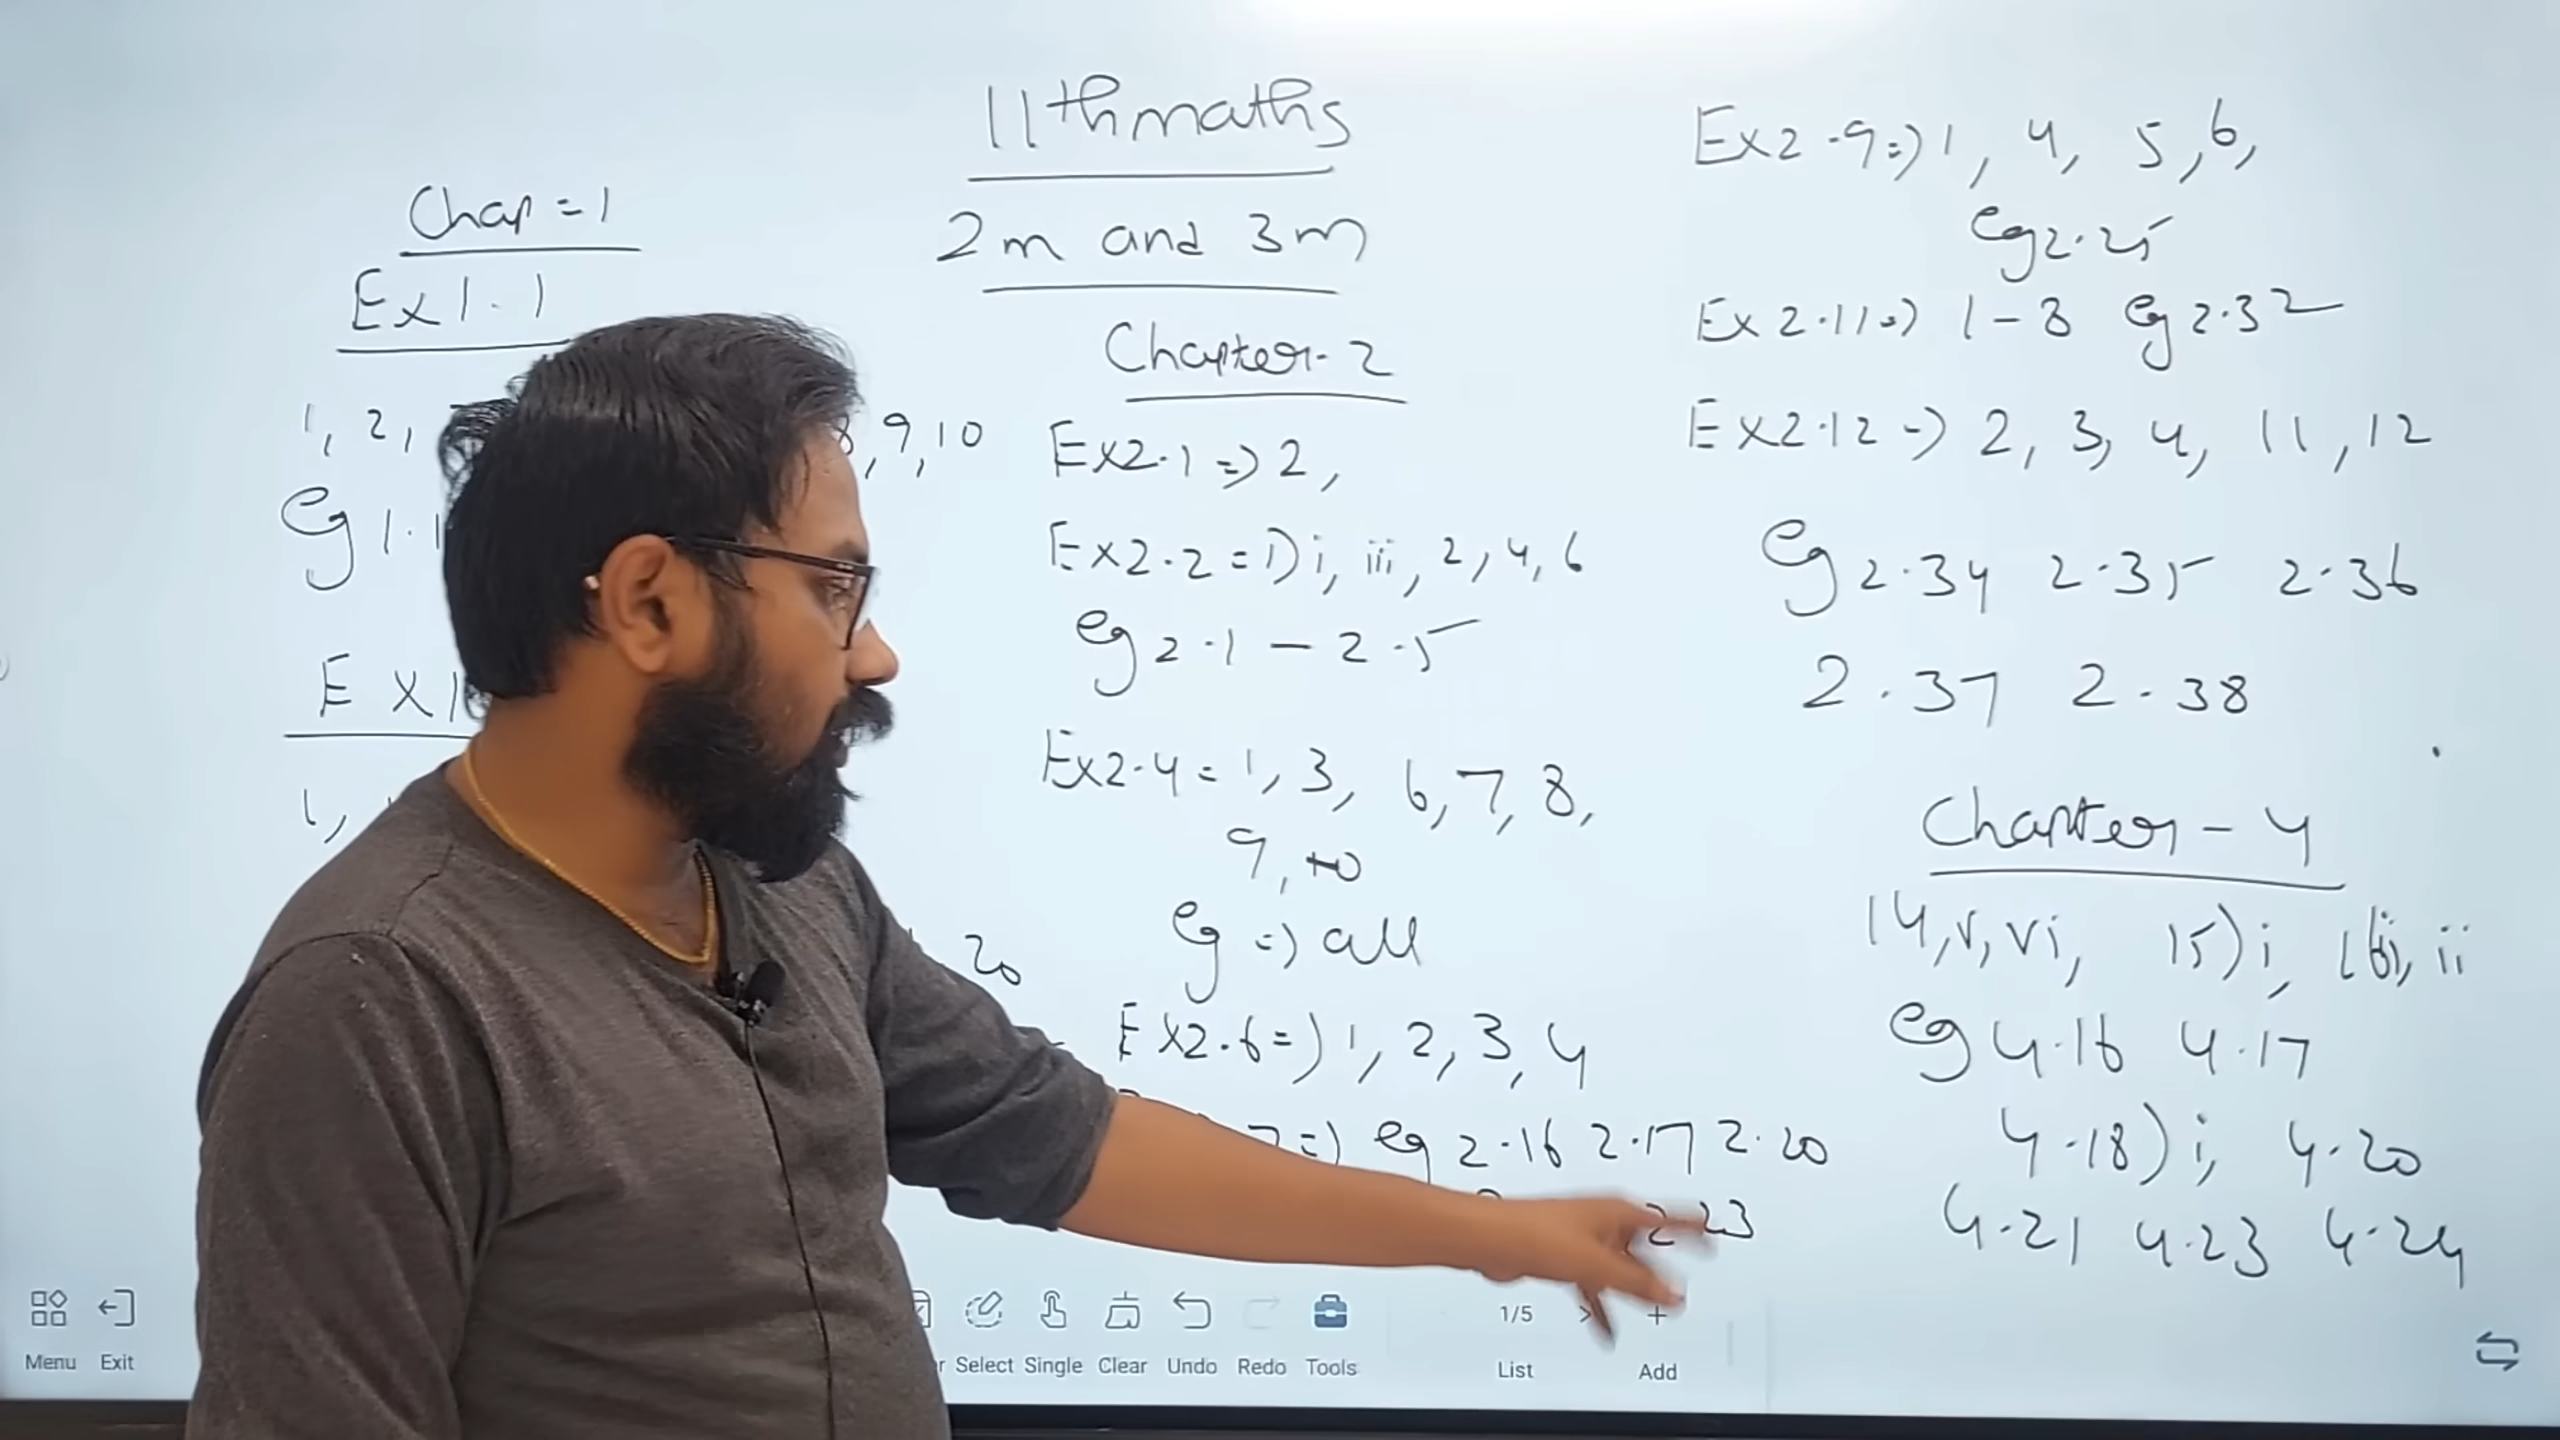 11th maths
2m and 3m
Chap = 1
Ex 1.1
1, 2,
8, 9, 10
eg 1.1
Ex 1
1,
20
Chapter-2
Ex2.1 => 2,
Ex2.2 = 1) i, iii, 2, 4, 6
eg 2.1 - 2.5
Ex2.4 = 1, 3, 6, 7, 8,
9, 10
eg => all
Ex2.6 => 1, 2, 3, 4
7 => eg 2.16 2.17 2.20
2.23
Ex2.9 => 1, 4, 5, 6,
eg 2.25
Ex 2.11 => 1-8 eg 2.32
Ex2.12 => 2, 3, 4, 11, 12
eg 2.34 2.35 2.36
2.37 2.38
Chapter-4
14, v, vi, 15) i, 16) i, ii
eg 4.16 4.17
4.18) i, 4.20
4.21 4.23 4.24
Menu Exit Select Single Clear Undo Redo Tools
1/5 > +
List Add